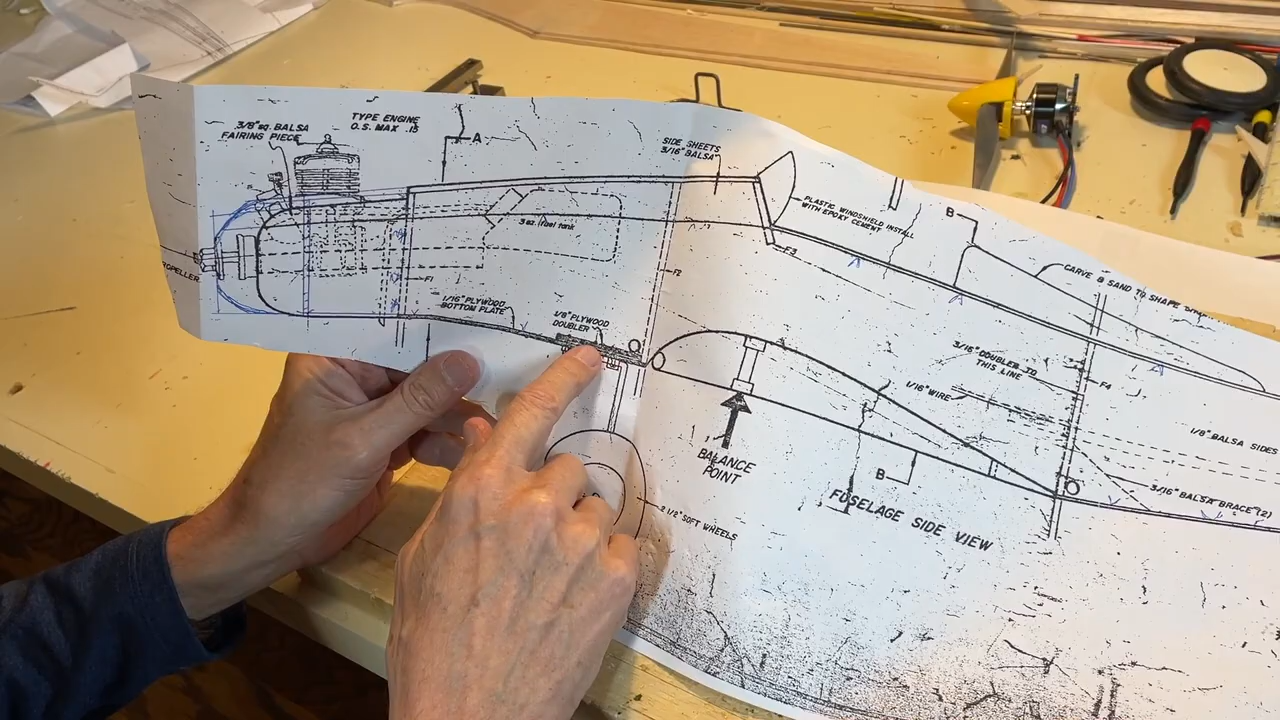 3/8"sq. BALSA
FAIRING PIECE
TYPE ENGINE
O.S. MAX .15
A
SIDE SHEETS
3/16" BALSA
PLASTIC WINDSHIELD INSTALL
WITH EPOXY CEMENT
B
CARVE & SAND TO SHAPE
3 oz. fuel tank
PROPELLER
F1
F2
F3
1/16" PLYWOOD
BOTTOM PLATE
1/8" PLYWOOD
DOUBLER
3/16" DOUBLER TO
THIS LINE
F4
1/16" WIRE
1/8" BALSA SIDES
BALANCE
POINT
B
3/16" BALSA BRACE (2)
FUSELAGE SIDE VIEW
2 1/2" SOFT WHEELS